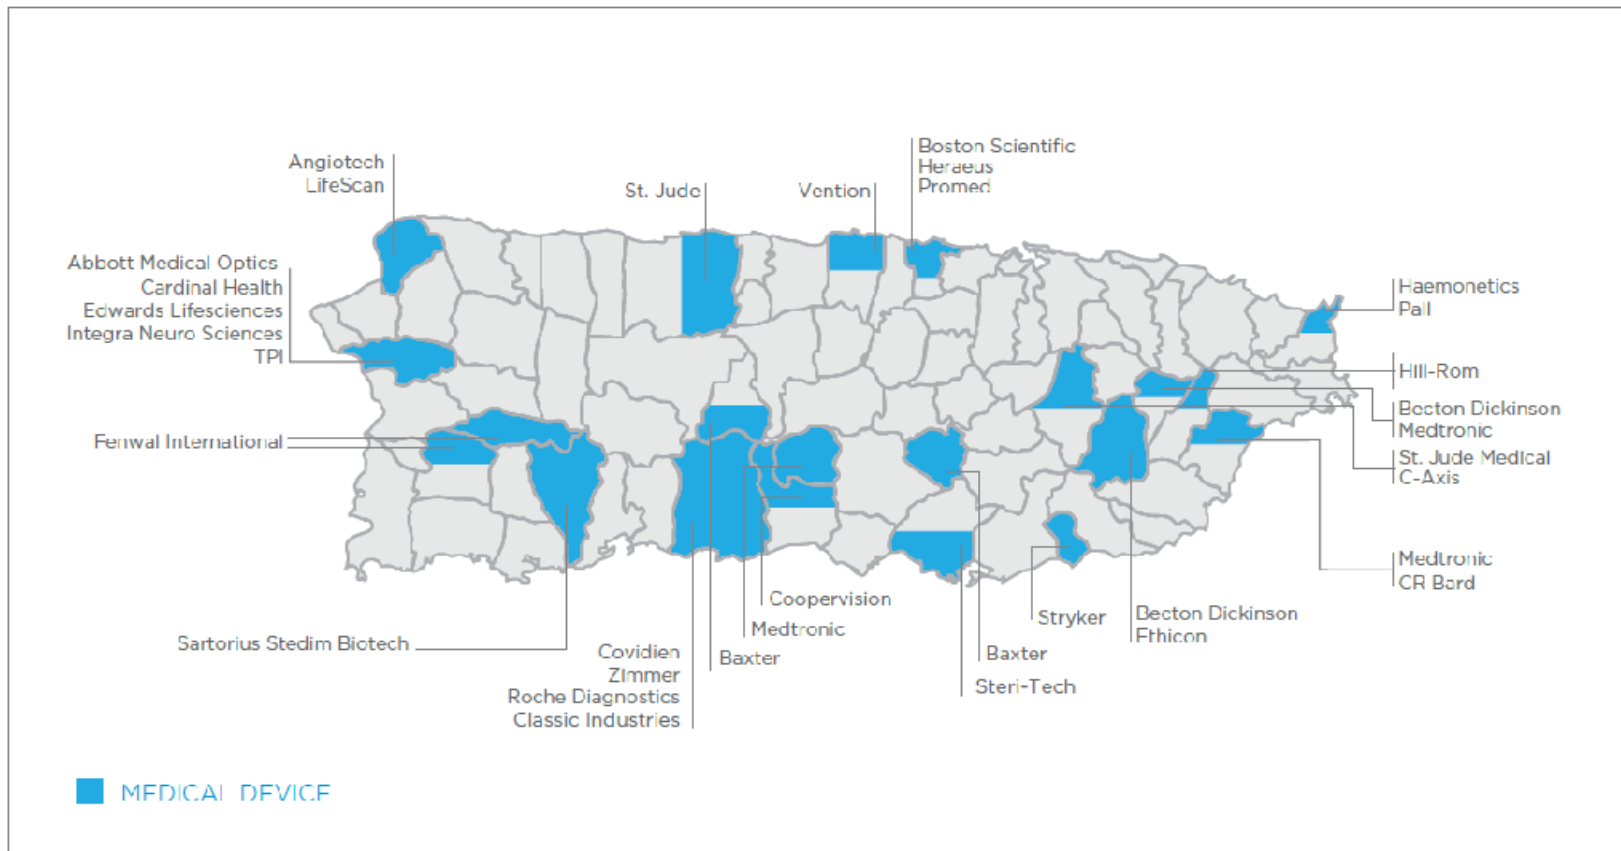 Angiotech
LifeScan
St. Jude
Vention
Boston Scientific
Heraeus
Promed
Abbott Medical Optics
Cardinal Health
Edwards Lifesciences
Integra Neuro Sciences
TPI
Haemonetics
Pall
Hill-Rom
Becton Dickinson
Medtronic
St. Jude Medical
C-Axis
Fenwal International
Medtronic
CR Bard
Sartorius Stedim Biotech
Covidien
Zimmer
Roche Diagnostics
Classic Industries
Baxter
Medtronic
Coopervision
Steri-Tech
Baxter
Stryker
Becton Dickinson
Ethicon
MEDICAL DEVICE